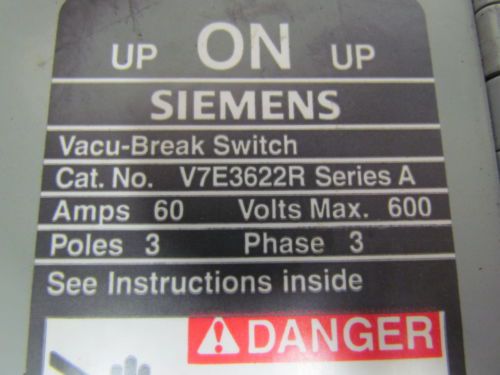 UP ON UP
SIEMENS
Vacu-Break Switch
Cat. No. V7E3622R Series A
Amps 60 Volts Max. 600
Poles 3 Phase 3
See Instructions inside
DANGER